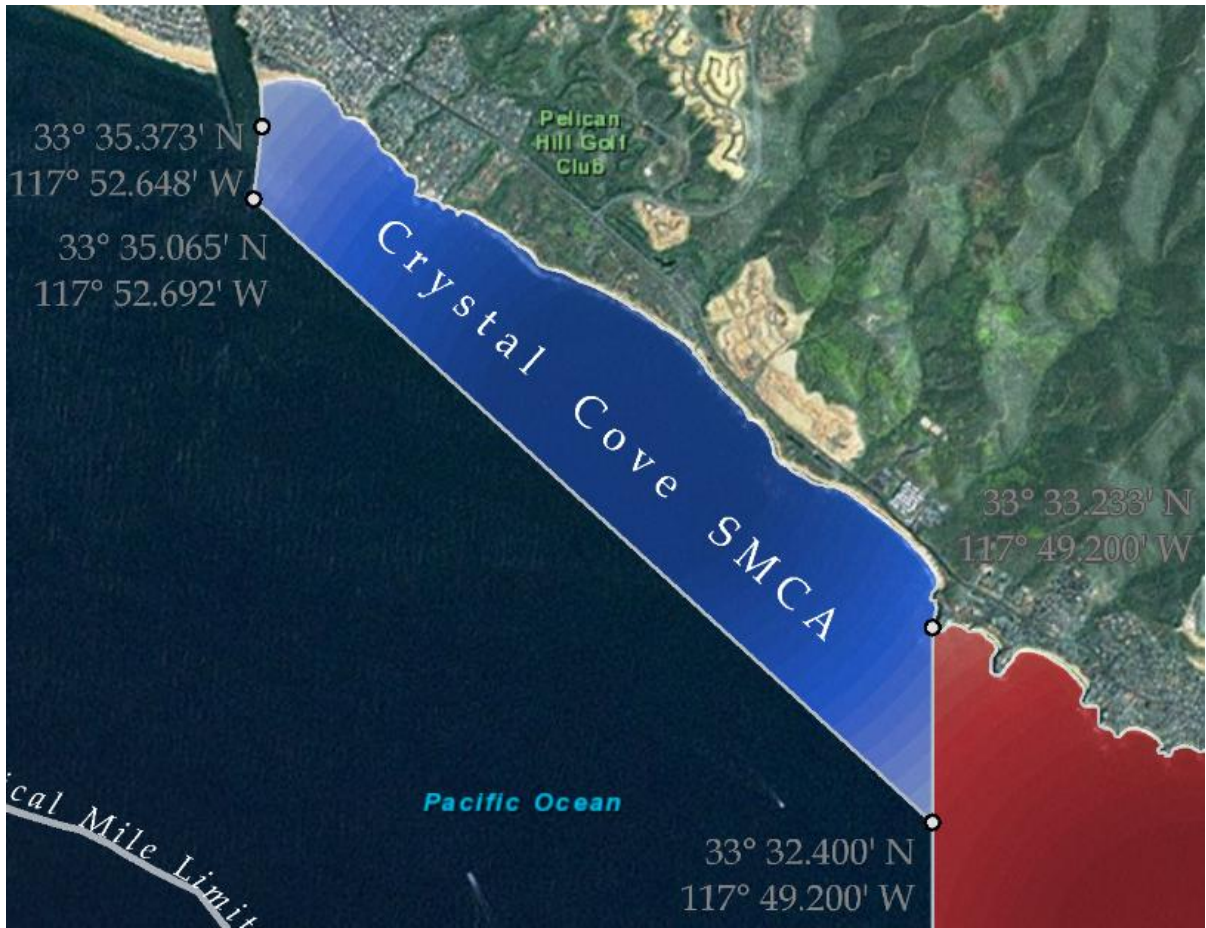 Pelican
Hill Golf
Club
33° 35.373' N
117° 52.648' W
33° 35.065' N
117° 52.692' W
Crystal Cove SMCA
33° 33.233' N
117° 49.200' W
Pacific Ocean
ical Mile Limit
33° 32.400' N
117° 49.200' W